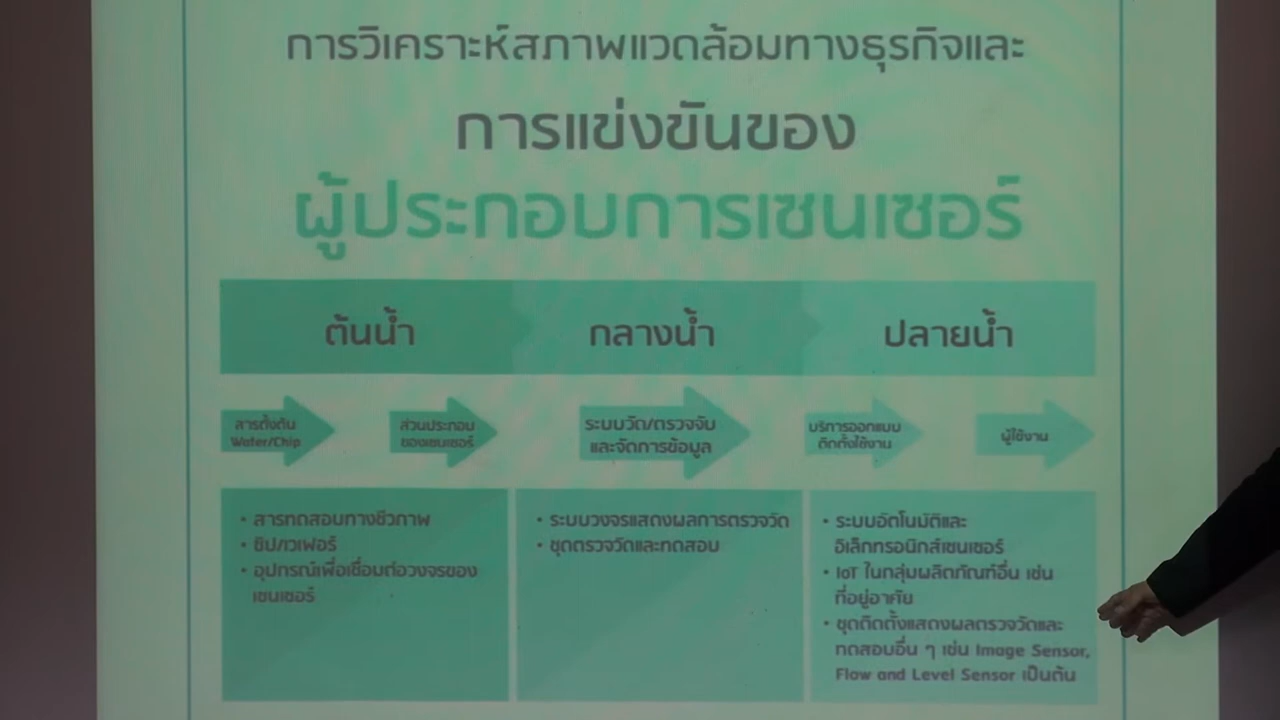 การวิเคราะห์สภาพแวดล้อมทางธุรกิจและ
การแข่งขันของ
ผู้ประกอบการเซนเซอร์
ต้นน้ำ
กลางน้ำ
ปลายน้ำ
สารตั้งต้น
Water/Chip
ส่วนประกอบ
ของเซนเซอร์
ระบบวัด/ตรวจจับ
และจัดการข้อมูล
บริการออกแบบ
ติดตั้งใช้งาน
ผู้ใช้งาน
• สารทดสอบทางชีวภาพ
• ชิป/เวเฟอร์
• อุปกรณ์เพื่อเชื่อมต่อวงจรของ
เซนเซอร์
• ระบบวงจรแสดงผลการตรวจวัด
• ชุดตรวจวัดและทดสอบ
• ระบบอัตโนมัติและ
อิเล็กทรอนิกส์เซนเซอร์
• IoT ในกลุ่มผลิตภัณฑ์อื่น เช่น
ที่อยู่อาศัย
• ชุดติดตั้งแสดงผลตรวจวัดและ
ทดสอบอื่น ๆ เช่น Image Sensor,
Flow and Level Sensor เป็นต้น